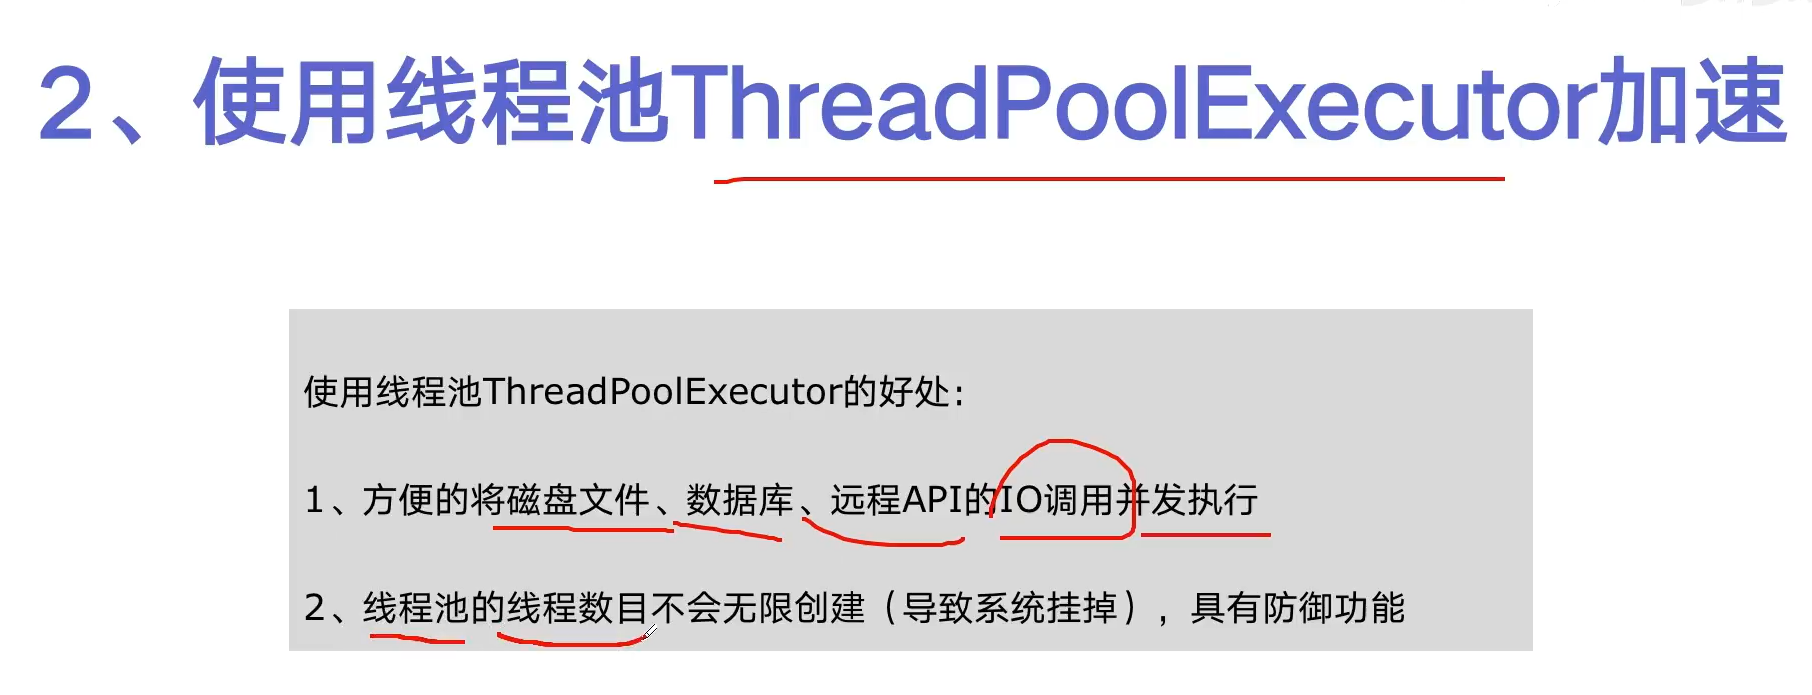 2、使用线程池ThreadPoolExecutor加速
使用线程池ThreadPoolExecutor的好处：
1、方便的将磁盘文件、数据库、远程API的IO调用并发执行
2、线程池的线程数目不会无限创建（导致系统挂掉），具有防御功能